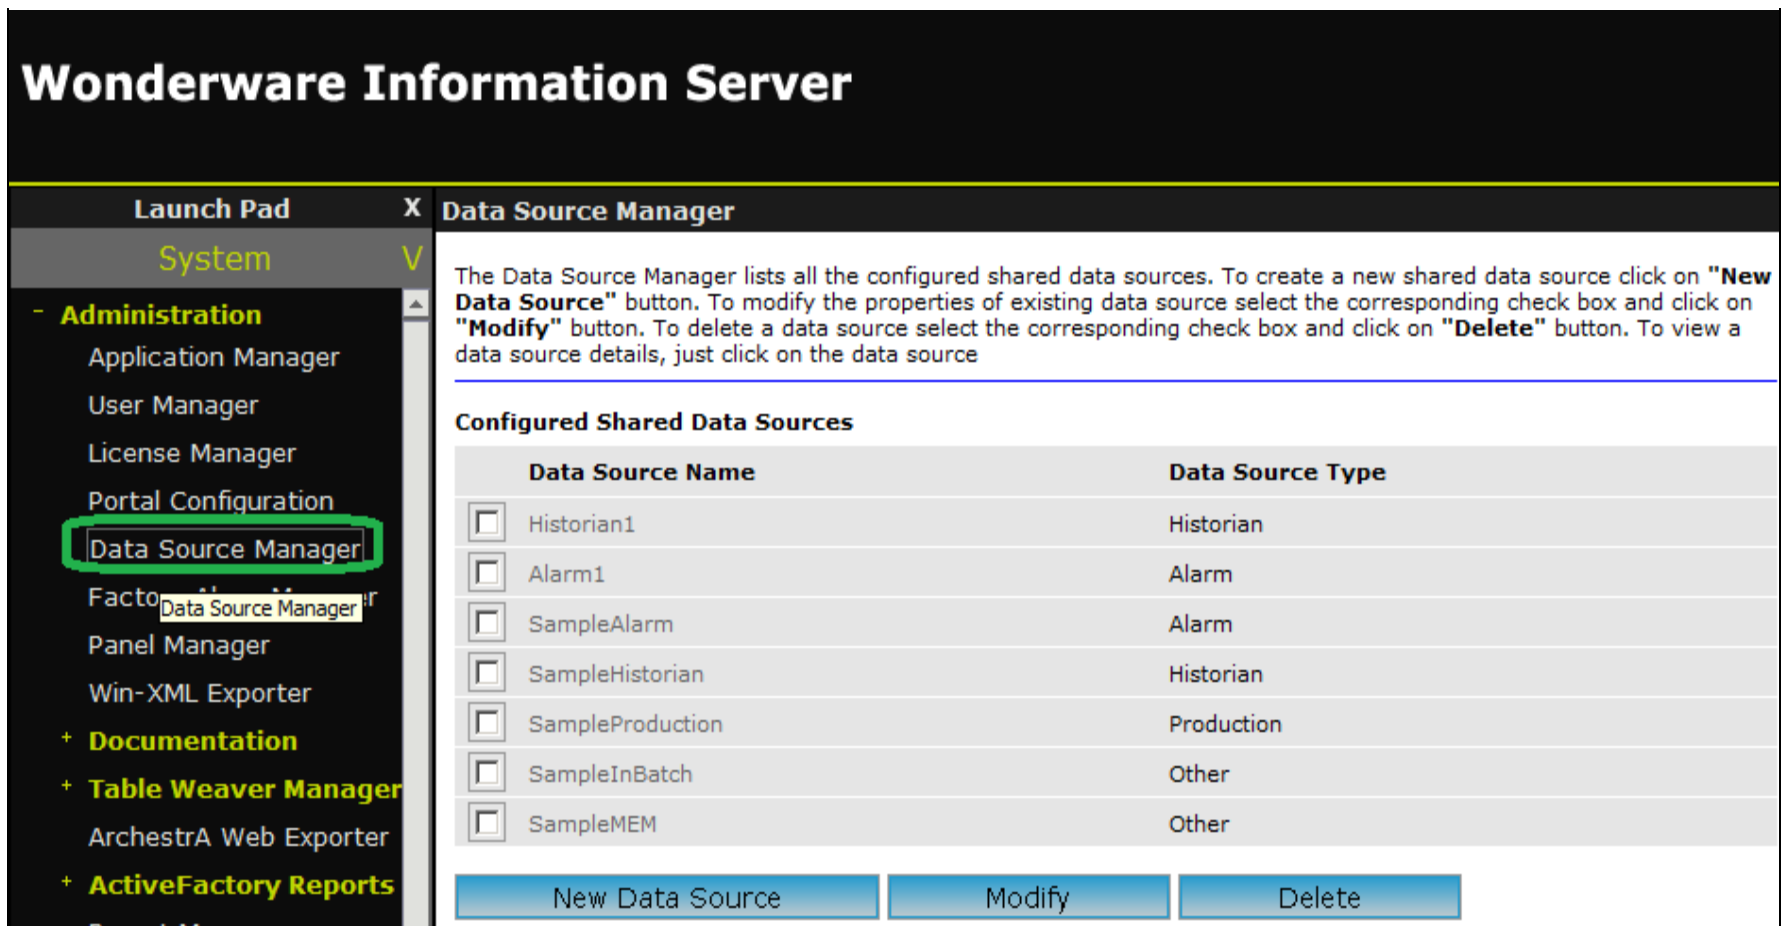 Wonderware Information Server
Launch Pad X
System V
- Administration
Application Manager
User Manager
License Manager
Portal Configuration
Data Source Manager
Data Source Manager
Panel Manager
Win-XML Exporter
+ Documentation
+ Table Weaver Manager
ArchestrA Web Exporter
+ ActiveFactory Reports
Data Source Manager
The Data Source Manager lists all the configured shared data sources. To create a new shared data source click on "New
Data Source" button. To modify the properties of existing data source select the corresponding check box and click on
"Modify" button. To delete a data source select the corresponding check box and click on "Delete" button. To view a
data source details, just click on the data source
Configured Shared Data Sources
Data Source Name Data Source Type
Historian1 Historian
Alarm1 Alarm
SampleAlarm Alarm
SampleHistorian Historian
SampleProduction Production
SampleInBatch Other
SampleMEM Other
New Data Source Modify Delete